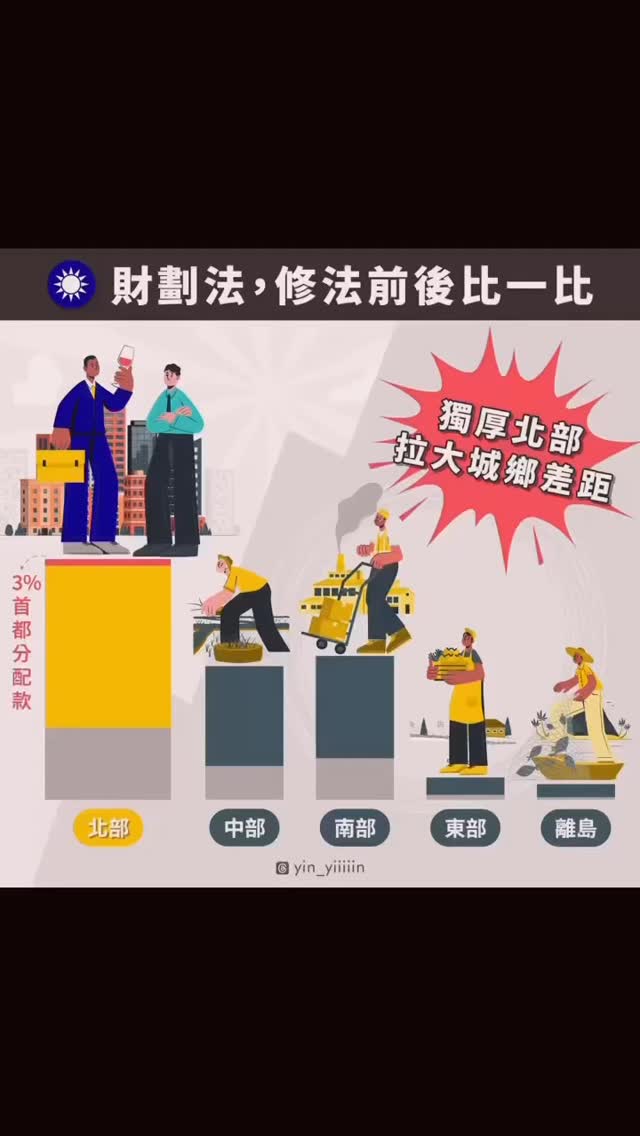 財劃法，修法前後比一比
獨厚北部
拉大城鄉差距
3%
首都分配款
北部
中部
南部
東部
離島
yin_yiiiiin